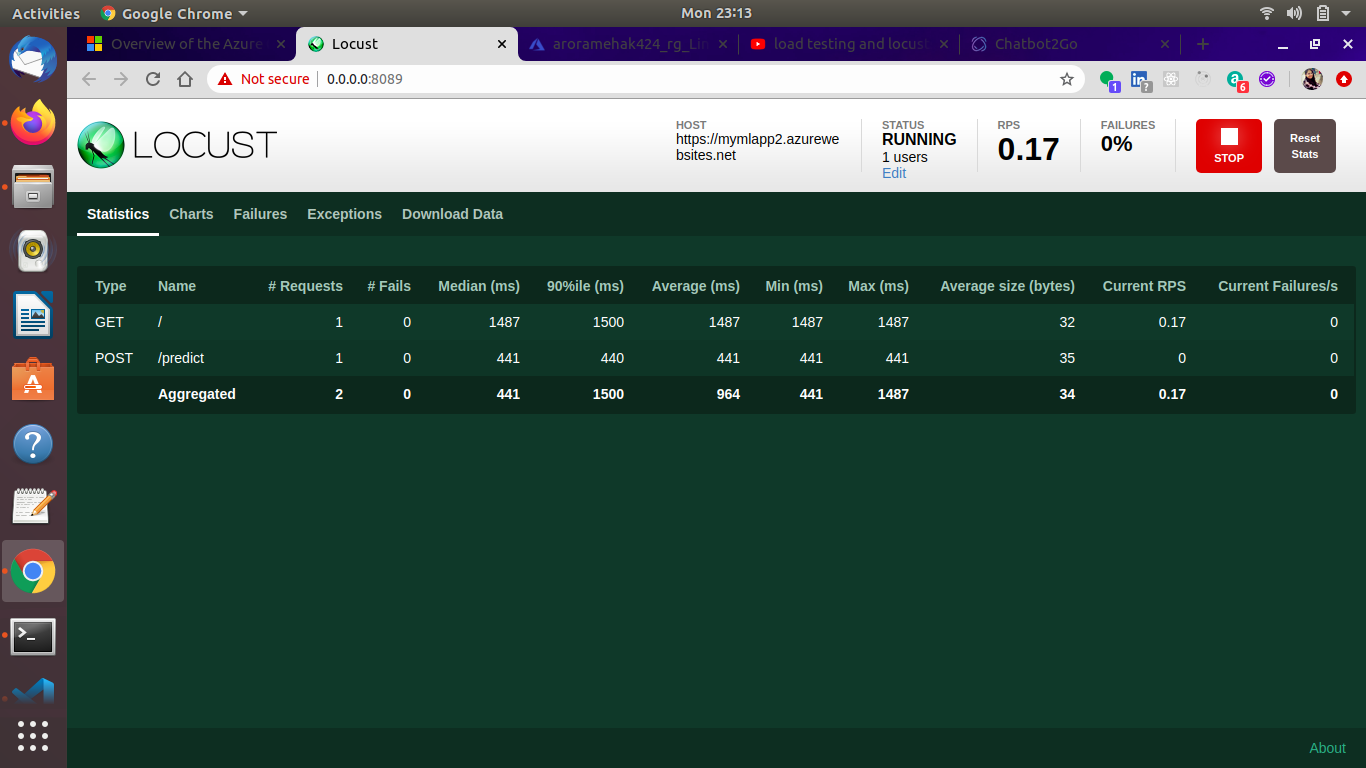 Activities Google Chrome Mon 23:13
Overview of the Azure Locust aroramehak424_rg_Lin load testing and locust Chatbot2Go
Not secure 0.0.0.0:8089 1 ? 6
LOCUST
HOST
https://mymlapp2.azurewe
bsites.net
STATUS
RUNNING
1 users
Edit
RPS
0.17
FAILURES
0%
STOP
Reset
Stats
Statistics Charts Failures Exceptions Download Data
Type Name # Requests # Fails Median (ms) 90%ile (ms) Average (ms) Min (ms) Max (ms) Average size (bytes) Current RPS Current Failures/s
GET / 1 0 1487 1500 1487 1487 1487 32 0.17 0
POST /predict 1 0 441 440 441 441 441 35 0 0
Aggregated 2 0 441 1500 964 441 1487 34 0.17 0
About